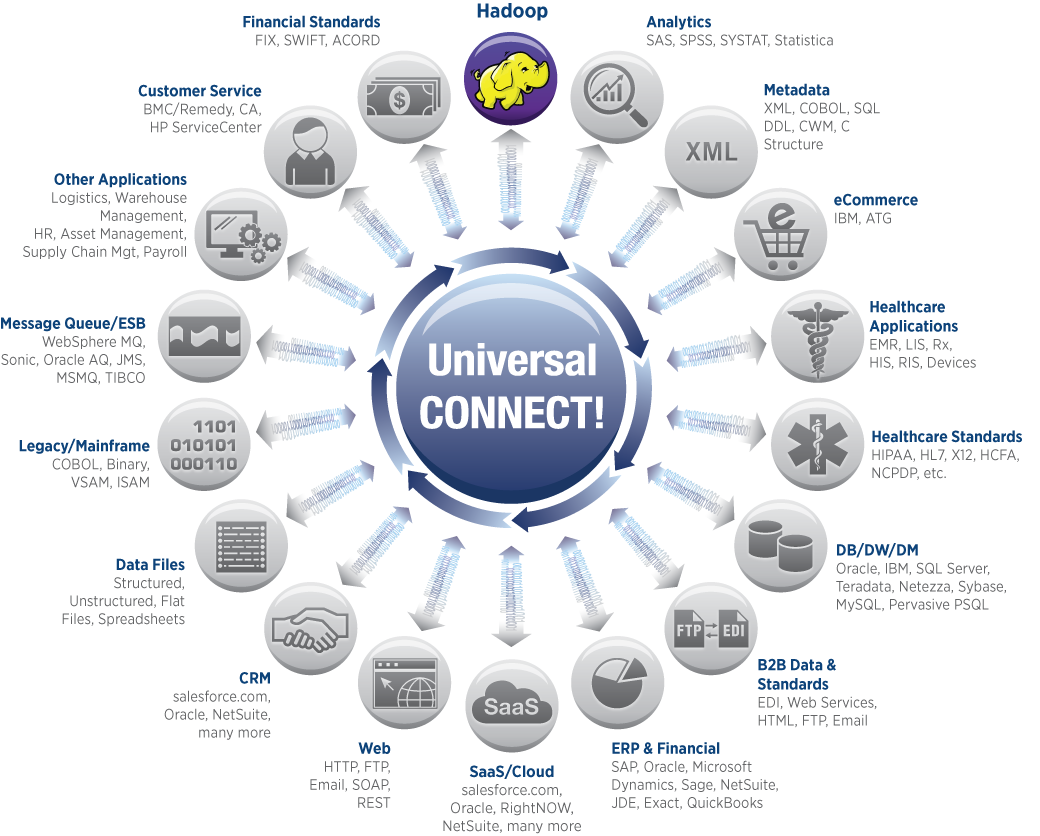 Hadoop
Analytics
SAS, SPSS, SYSTAT, Statistica
Metadata
XML, COBOL, SQL
DDL, CWM, C
Structure
XML
eCommerce
IBM, ATG
e
Healthcare
Applications
EMR, LIS, Rx,
HIS, RIS, Devices
Healthcare Standards
HIPAA, HL7, X12, HCFA,
NCPDP, etc.
DB/DW/DM
Oracle, IBM, SQL Server,
Teradata, Netezza, Sybase,
MySQL, Pervasive PSQL
FTP EDI
B2B Data &
Standards
EDI, Web Services,
HTML, FTP, Email
ERP & Financial
SAP, Oracle, Microsoft
Dynamics, Sage, NetSuite,
JDE, Exact, QuickBooks
SaaS
SaaS/Cloud
salesforce.com,
Oracle, RightNOW,
NetSuite, many more
Web
HTTP, FTP,
Email, SOAP,
REST
CRM
salesforce.com,
Oracle, NetSuite,
many more
Data Files
Structured,
Unstructured, Flat
Files, Spreadsheets
Legacy/Mainframe
COBOL, Binary,
VSAM, ISAM
1101
010101
000110
Message Queue/ESB
WebSphere MQ,
Sonic, Oracle AQ, JMS,
MSMQ, TIBCO
Other Applications
Logistics, Warehouse
Management,
HR, Asset Management,
Supply Chain Mgt, Payroll
Customer Service
BMC/Remedy, CA,
HP ServiceCenter
Financial Standards
FIX, SWIFT, ACORD
$
Universal
CONNECT!